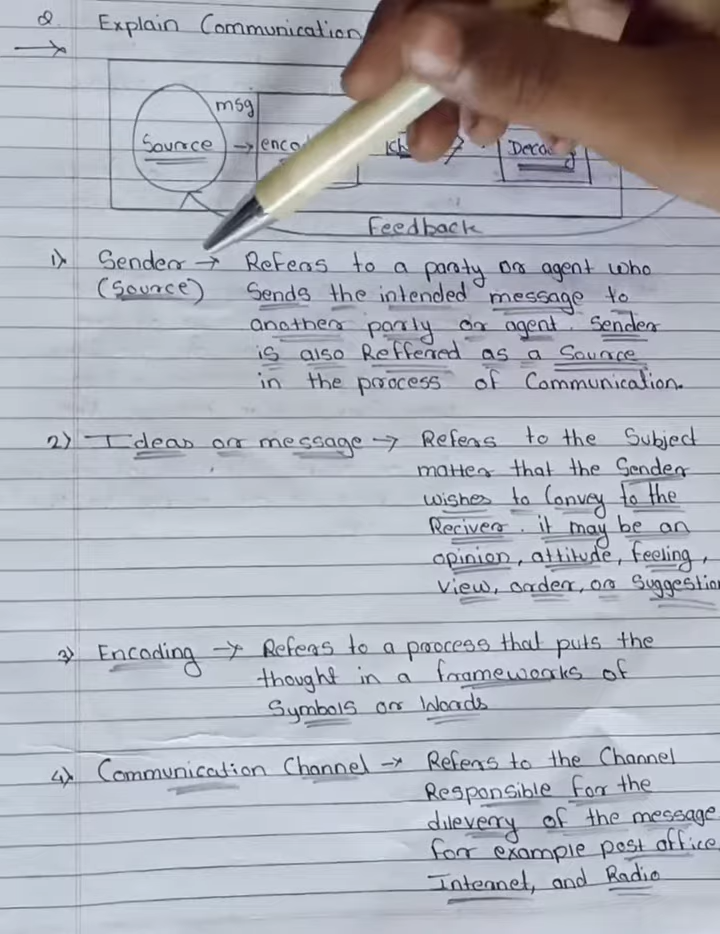 Q. Explain Communication
→
msg
Source → enco
Feedback
1) Sender → Refers to a party or agent who
(Source) Sends the intended message to
another party or agent. Sender
is also Reffered as a Source
in the process of Communication.
2) Ideas or message → Refers to the Subject
matter that the Sender
wishes to Convey to the
Reciver. it may be an
opinion, attitude, feeling,
view, order, or Suggestion
3) Encoding → Refers to a process that puts the
thought in a frameworks of
Symbols or Words
4) Communication Channel → Refers to the Channel
Responsible for the
dilevery of the message
for example post office
Internet, and Radio